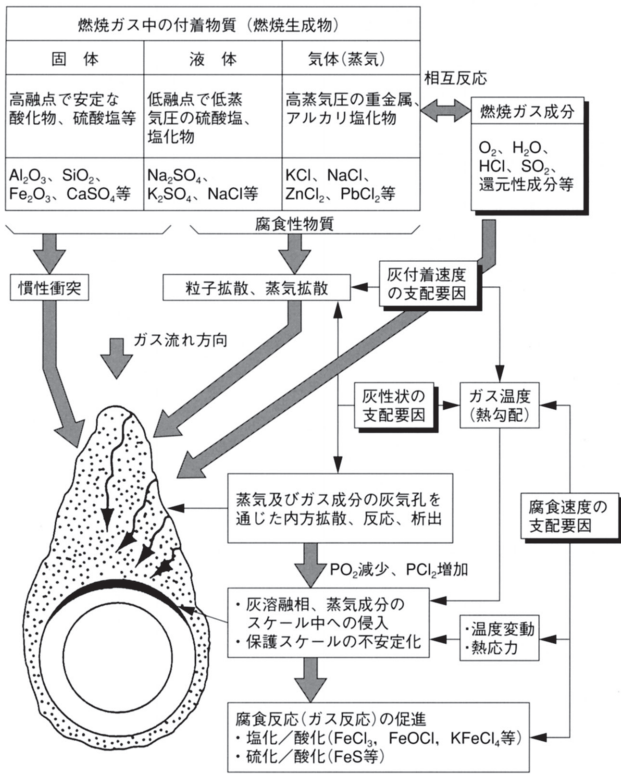 燃焼ガス中の付着物質（燃焼生成物）
固　体
液　体
気体（蒸気）
高融点で安定な
酸化物、硫酸塩等
低融点で低蒸
気圧の硫酸塩、
塩化物
高蒸気圧の重金属、
アルカリ塩化物
Al₂O₃、SiO₂、
Fe₂O₃、CaSO₄等
Na₂SO₄、
K₂SO₄、NaCl等
KCl、NaCl、
ZnCl₂、PbCl₂等
相互反応
燃焼ガス成分
O₂、H₂O、
HCl、SO₂、
還元性成分等
腐食性物質
慣性衝突
粒子拡散、蒸気拡散
灰付着速度
の支配要因
ガス流れ方向
灰性状の
支配要因
ガス温度
（熱勾配）
蒸気及びガス成分の灰気孔を
通じた内方拡散、反応、析出
腐食速度の
支配要因
PO₂減少、PCl₂増加
・灰溶融相、蒸気成分の
スケール中への侵入
・保護スケールの不安定化
・温度変動
・熱応力
腐食反応（ガス反応）の促進
・塩化／酸化（FeCl₃，FeOCl，KFeCl₄等）
・硫化／酸化（FeS等）